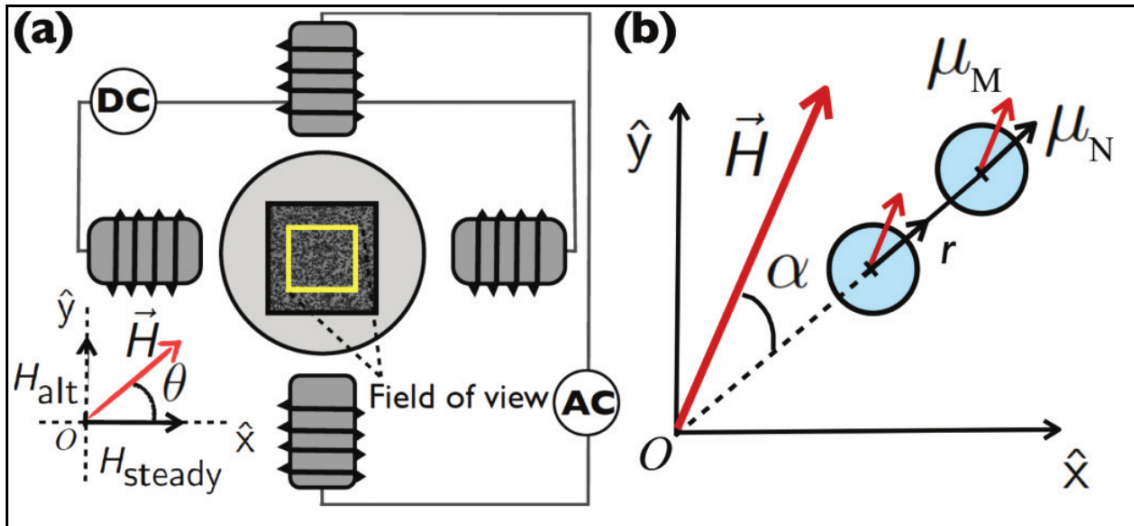 (a)
DC
ŷ
H⃗
H_alt
θ
O
x̂
H_steady
Field of view
AC
(b)
ŷ
H⃗
μ_M
μ_N
α
r
O
x̂